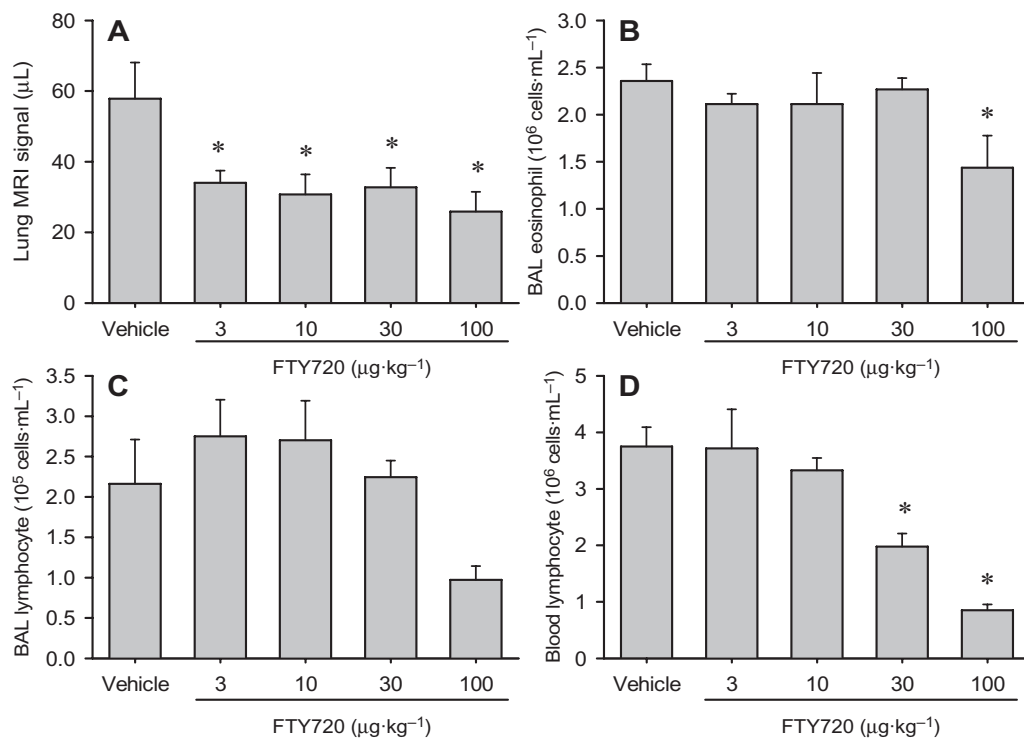 A
Lung MRI signal (μL)
80
60
40
20
0
* * * *
Vehicle 3 10 30 100
FTY720 (μg·kg⁻¹)
B
BAL eosinophil (10⁶ cells·mL⁻¹)
3.0
2.5
2.0
1.5
1.0
0.5
0.0
*
Vehicle 3 10 30 100
FTY720 (μg·kg⁻¹)
C
BAL lymphocyte (10⁵ cells·mL⁻¹)
3.5
3.0
2.5
2.0
1.5
1.0
0.5
0.0
Vehicle 3 10 30 100
FTY720 (μg·kg⁻¹)
D
Blood lymphocyte (10⁶ cells·mL⁻¹)
5
4
3
2
1
0
*
*
Vehicle 3 10 30 100
FTY720 (μg·kg⁻¹)